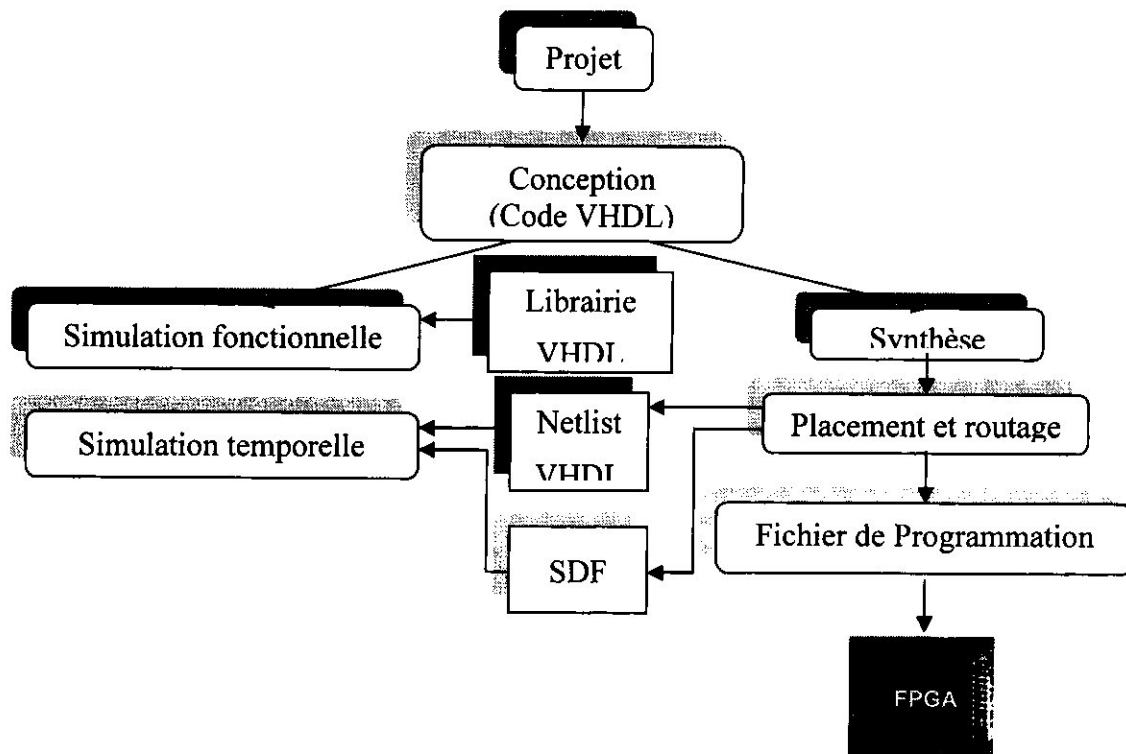 Projet
Conception
(Code VHDL)
Librairie
VHDL
Simulation fonctionnelle
Synthèse
Netlist
VHDL
Simulation temporelle
Placement et routage
Fichier de Programmation
SDF
FPGA